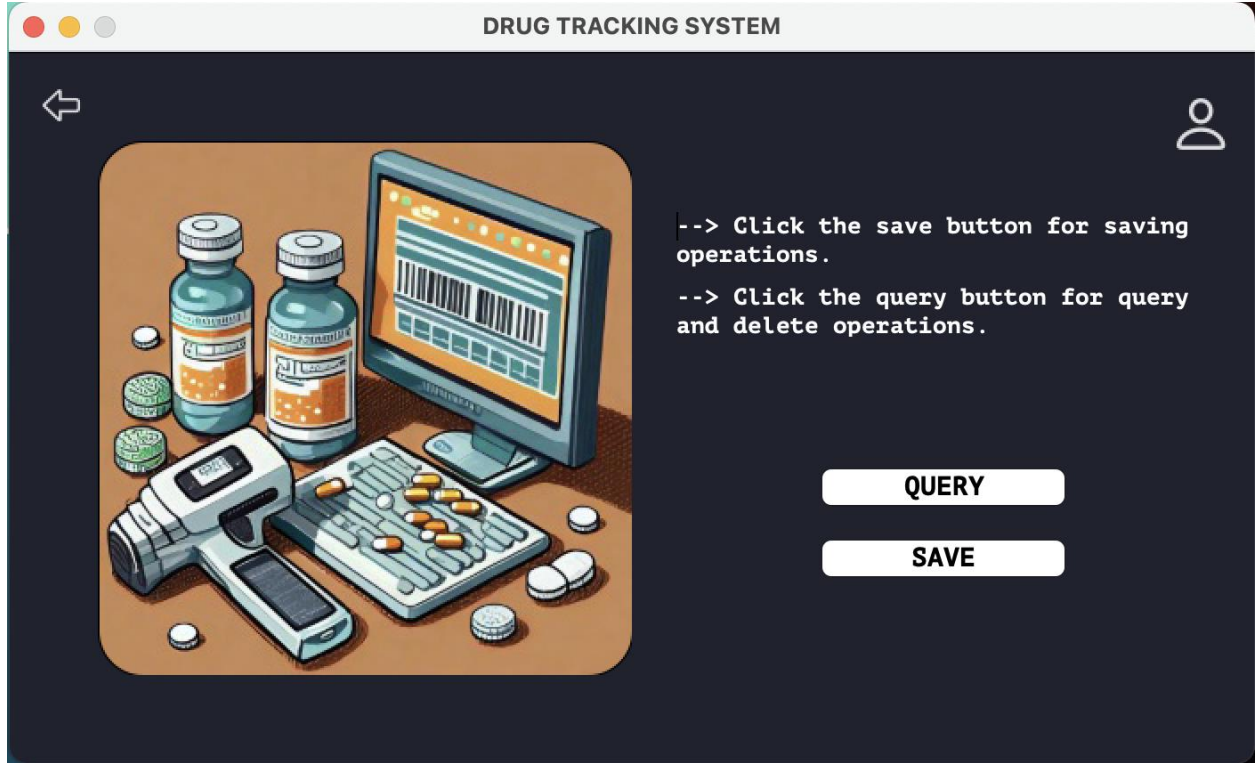 DRUG TRACKING SYSTEM
--> Click the save button for saving
operations.
--> Click the query button for query
and delete operations.
QUERY
SAVE